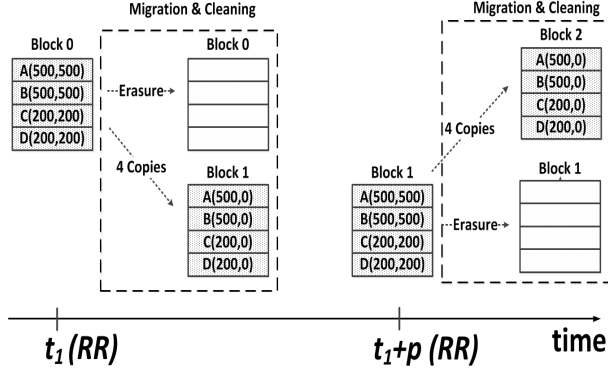 Migration & Cleaning
Block 0
A(500,500)
B(500,500)
C(200,200)
D(200,200)
Erasure
4 Copies
Block 0
Block 1
A(500,0)
B(500,0)
C(200,0)
D(200,0)
t1 (RR)
Migration & Cleaning
Block 1
A(500,500)
B(500,500)
C(200,200)
D(200,200)
4 Copies
Erasure
Block 2
A(500,0)
B(500,0)
C(200,0)
D(200,0)
Block 1
t1+p (RR)
time